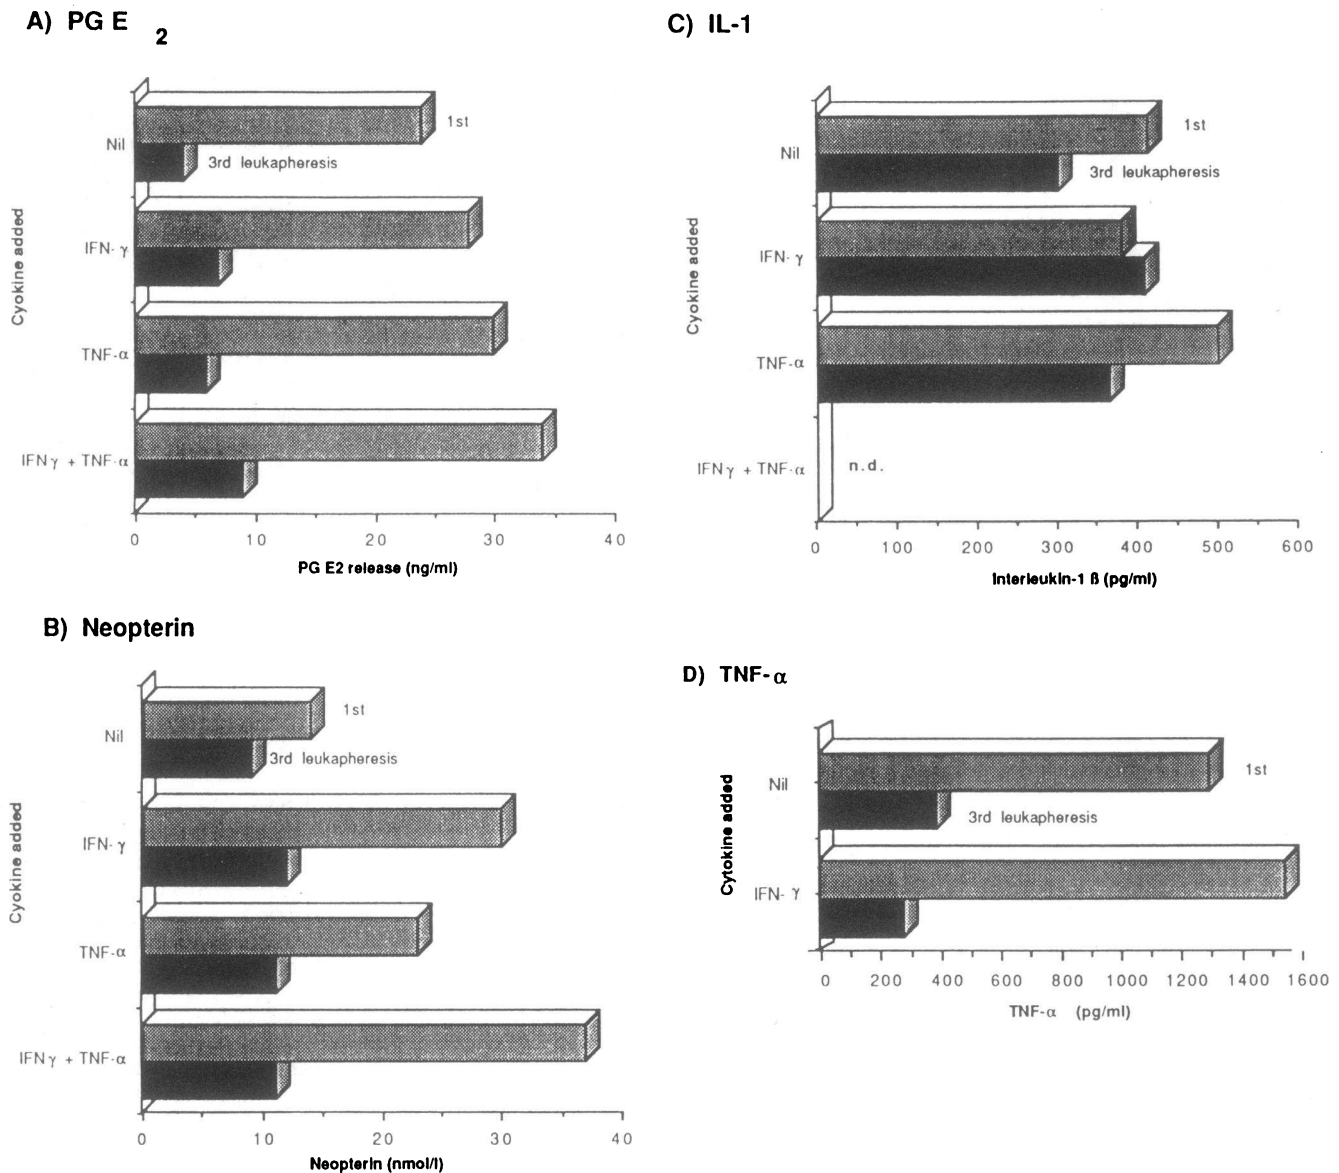 A) PG E 2
Nil
1st
3rd leukapheresis
IFN- γ
TNF-α
IFNγ + TNF-α
Cyokine added
0 10 20 30 40
PG E2 release (ng/ml)
B) Neopterin
Nil
1st
3rd leukapheresis
IFN- γ
TNF-α
IFNγ + TNF-α
Cyokine added
0 10 20 30 40
Neopterin (nmol/l)
C) IL-1
Nil
1st
3rd leukapheresis
IFN- γ
TNF-α
IFNγ + TNF-α
n.d.
Cyokine added
0 100 200 300 400 500 600
Interleukin-1 ß (pg/ml)
D) TNF-α
Nil
1st
3rd leukapheresis
IFN- γ
Cytokine added
0 200 400 600 800 1000 1200 1400 1600
TNF-α (pg/ml)